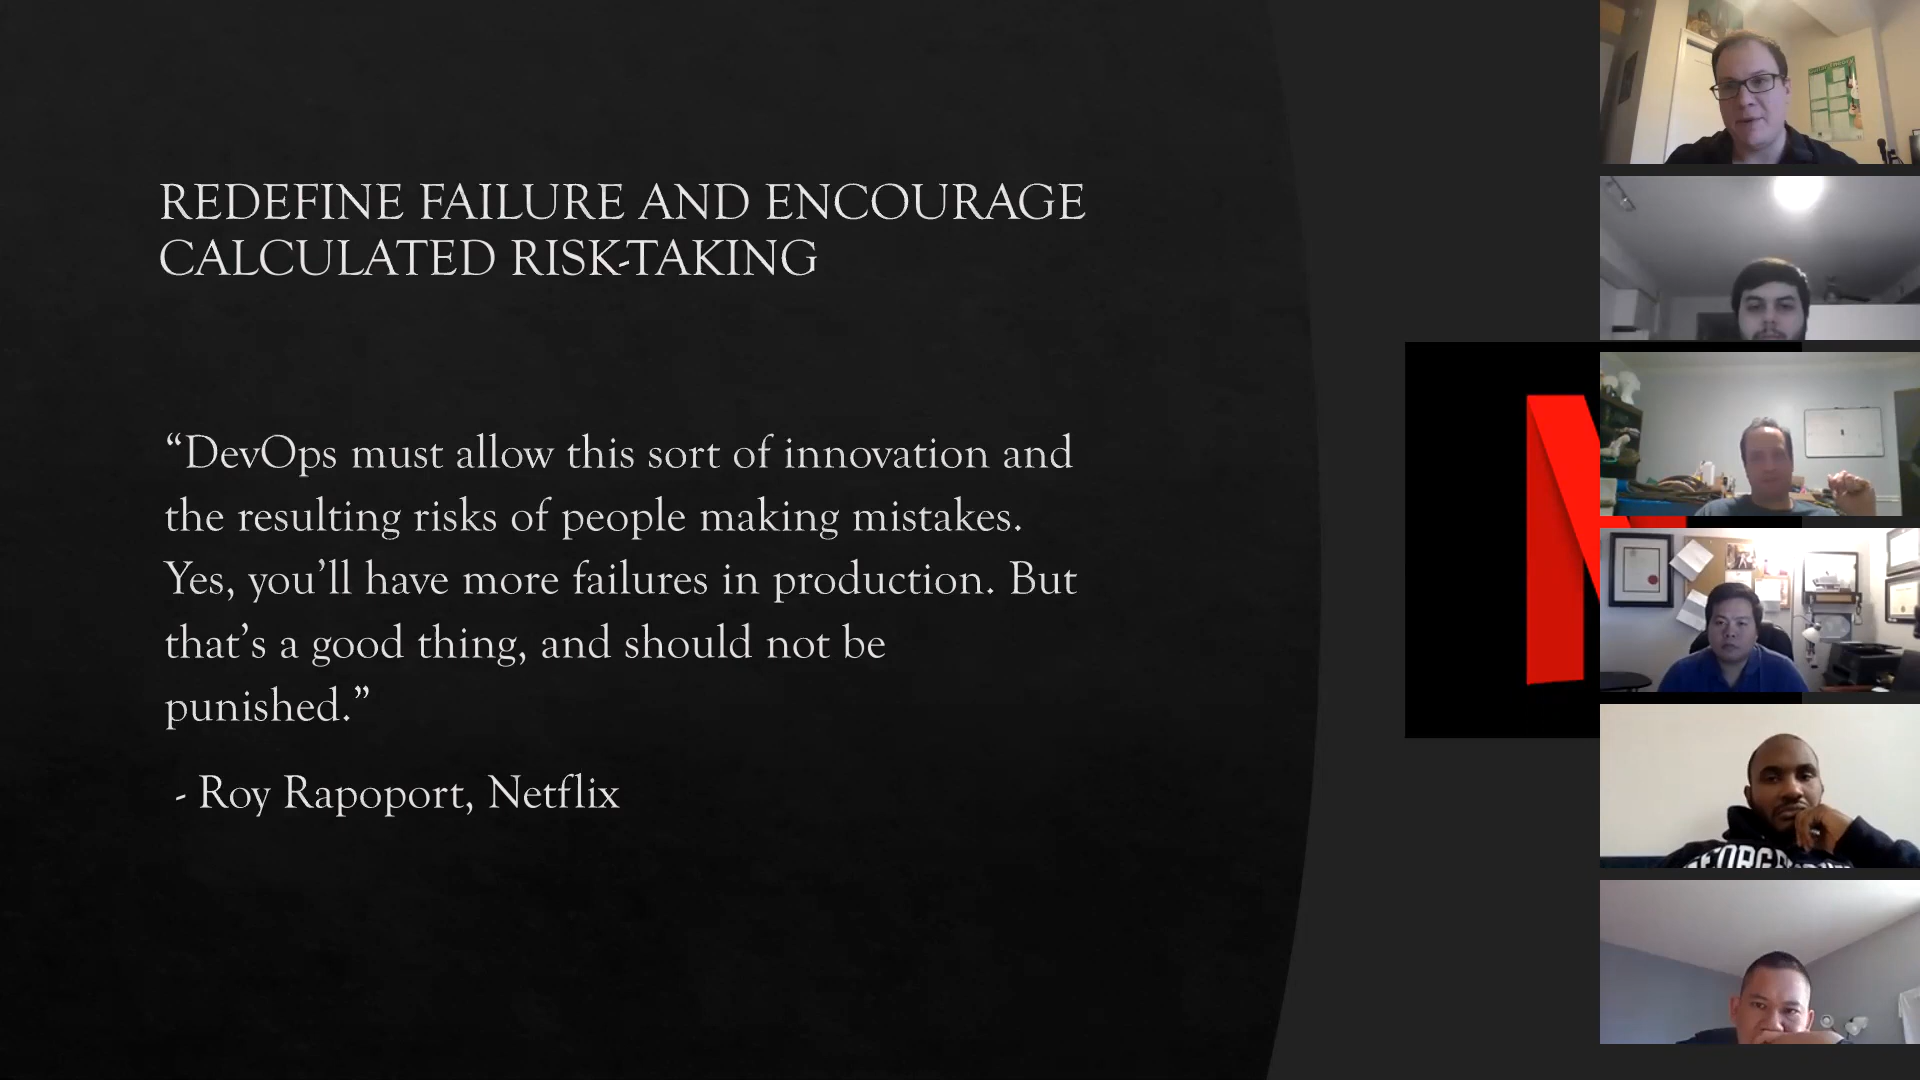 REDEFINE FAILURE AND ENCOURAGE
CALCULATED RISK-TAKING
“DevOps must allow this sort of innovation and
the resulting risks of people making mistakes.
Yes, you’ll have more failures in production. But
that’s a good thing, and should not be
punished.”
- Roy Rapoport, Netflix